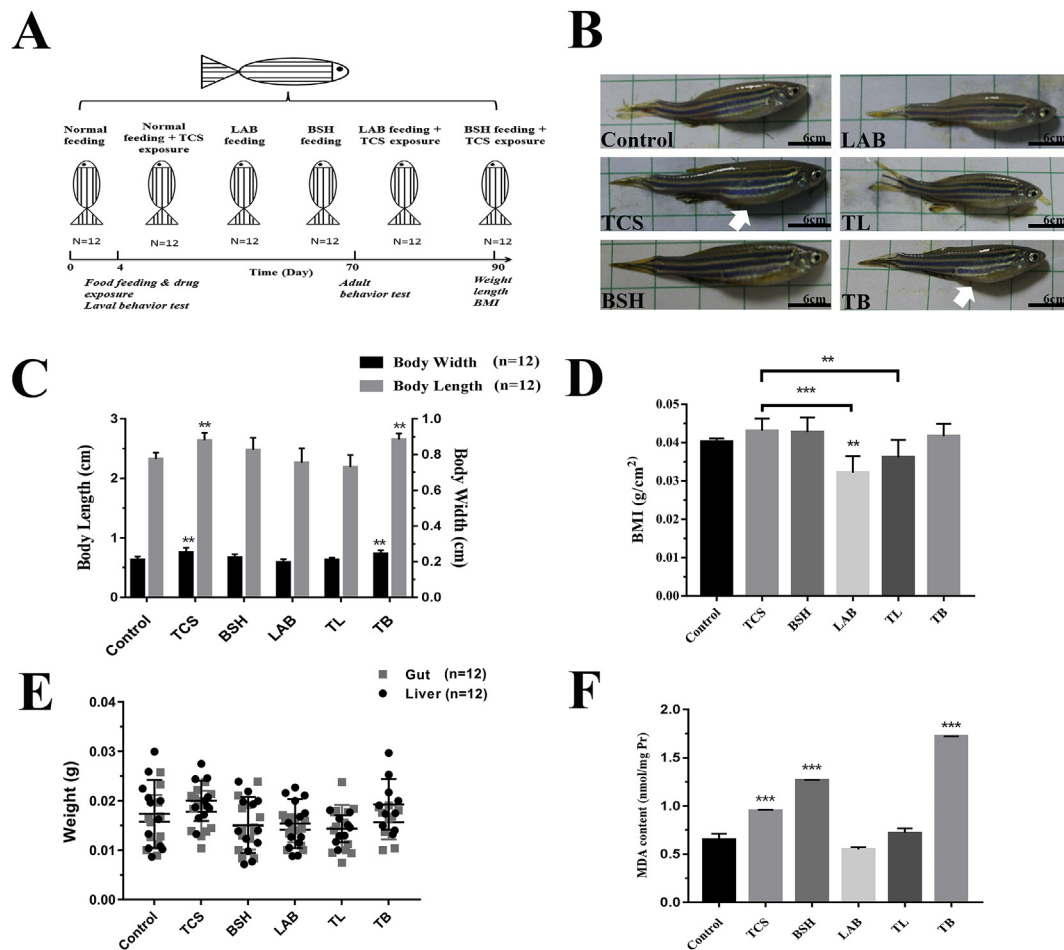 A
Normal feeding
Normal feeding + TCS exposure
LAB feeding
BSH feeding
LAB feeding + TCS exposure
BSH feeding + TCS exposure
N=12 N=12 N=12 N=12 N=12 N=12
0 4 Time (Day) 70 90
Food feeding & drug exposure
Laval behavior test
Adult behavior test
Weight
length
BMI
B
Control 6cm
LAB 6cm
TCS 6cm
TL 6cm
BSH 6cm
TB 6cm
C
Body Width (n=12)
Body Length (n=12)
Body Length (cm)
3
2
1
0
Body Width (cm)
1.0
0.8
0.6
0.4
0.2
0.0
** ** ** **
Control TCS BSH LAB TL TB
D
**
***
**
BMI (g/cm²)
0.05
0.04
0.03
0.02
0.01
0.00
Control TCS BSH LAB TL TB
E
Gut (n=12)
Liver (n=12)
Weight (g)
0.04
0.03
0.02
0.01
0.00
Control TCS BSH LAB TL TB
F
MDA content (nmol/mg Pr)
2.0
1.5
1.0
0.5
0.0
*** *** ***
Control TCS BSH LAB TL TB